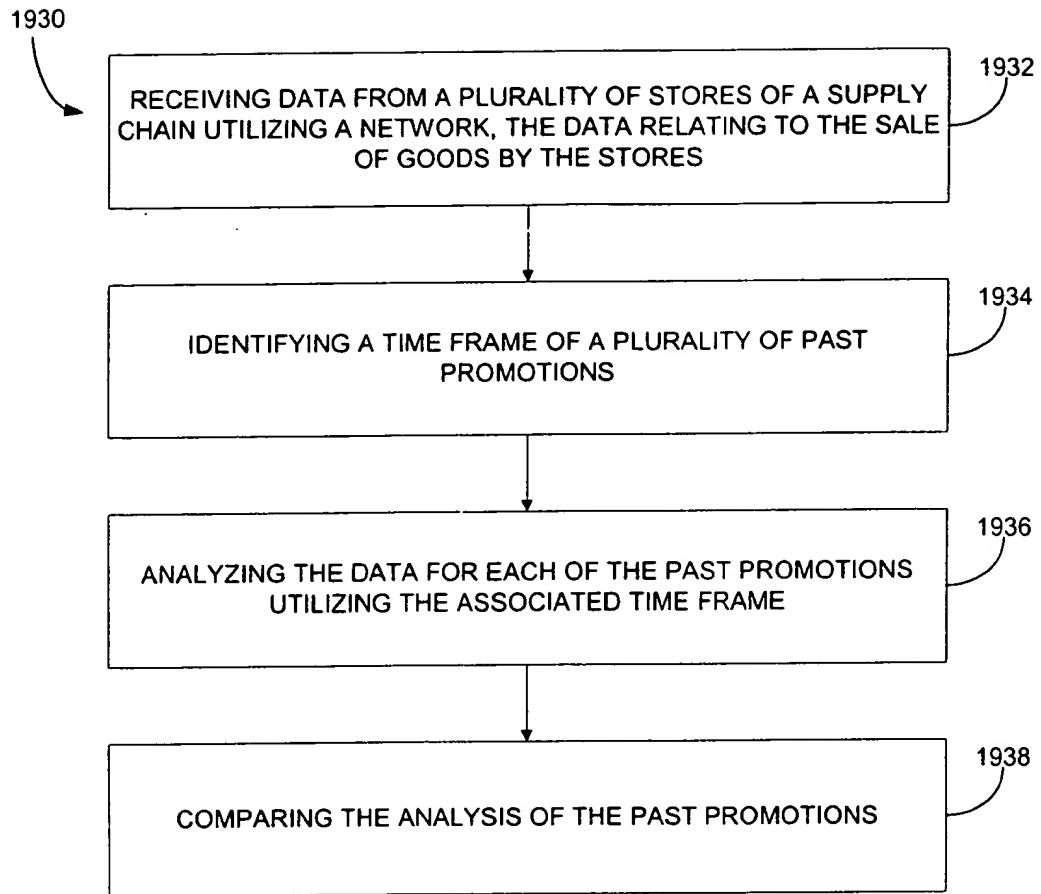 1930
1932
RECEIVING DATA FROM A PLURALITY OF STORES OF A SUPPLY
CHAIN UTILIZING A NETWORK, THE DATA RELATING TO THE SALE
OF GOODS BY THE STORES
1934
IDENTIFYING A TIME FRAME OF A PLURALITY OF PAST
PROMOTIONS
1936
ANALYZING THE DATA FOR EACH OF THE PAST PROMOTIONS
UTILIZING THE ASSOCIATED TIME FRAME
1938
COMPARING THE ANALYSIS OF THE PAST PROMOTIONS